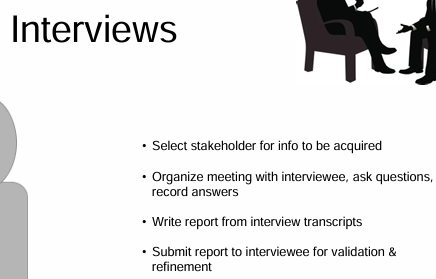 Interviews
• Select stakeholder for info to be acquired
• Organize meeting with interviewee, ask questions,
record answers
• Write report from interview transcripts
• Submit report to interviewee for validation &
refinement